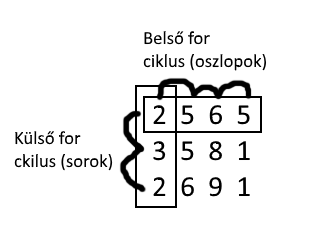 Belső for
ciklus (oszlopok)
2 5 6 5
Külső for
ckilus (sorok)
3 5 8 1
2 6 9 1